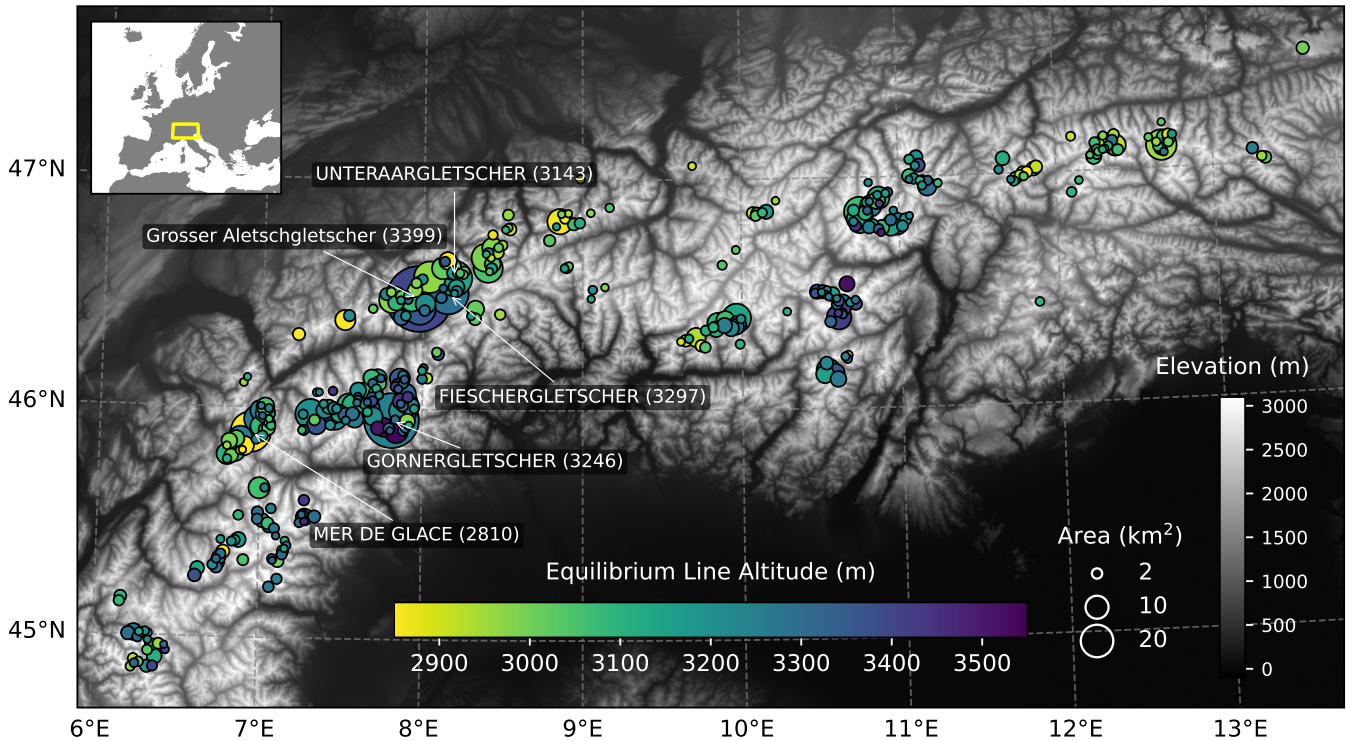 47°N
46°N
45°N
UNTERAARGLETSCHER (3143)
Grosser Aletschgletscher (3399)
FIESCHERGLETSCHER (3297)
GORNERGLETSCHER (3246)
MER DE GLACE (2810)
Elevation (m)
3000
2500
2000
1500
1000
500
0
Area (km²)
2
10
20
Equilibrium Line Altitude (m)
2900 3000 3100 3200 3300 3400 3500
6°E 7°E 8°E 9°E 10°E 11°E 12°E 13°E